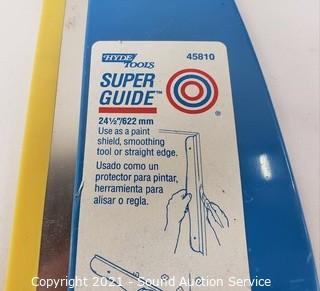 HYDE TOOLS
45810
SUPER
GUIDE™
®
24½"/622 mm
Use as a paint
shield, smoothing
tool or straight edge.
Usado como un
protector para pintar,
herramienta para
alisar o regla.
Copyright 2021 - Sound Auction Service